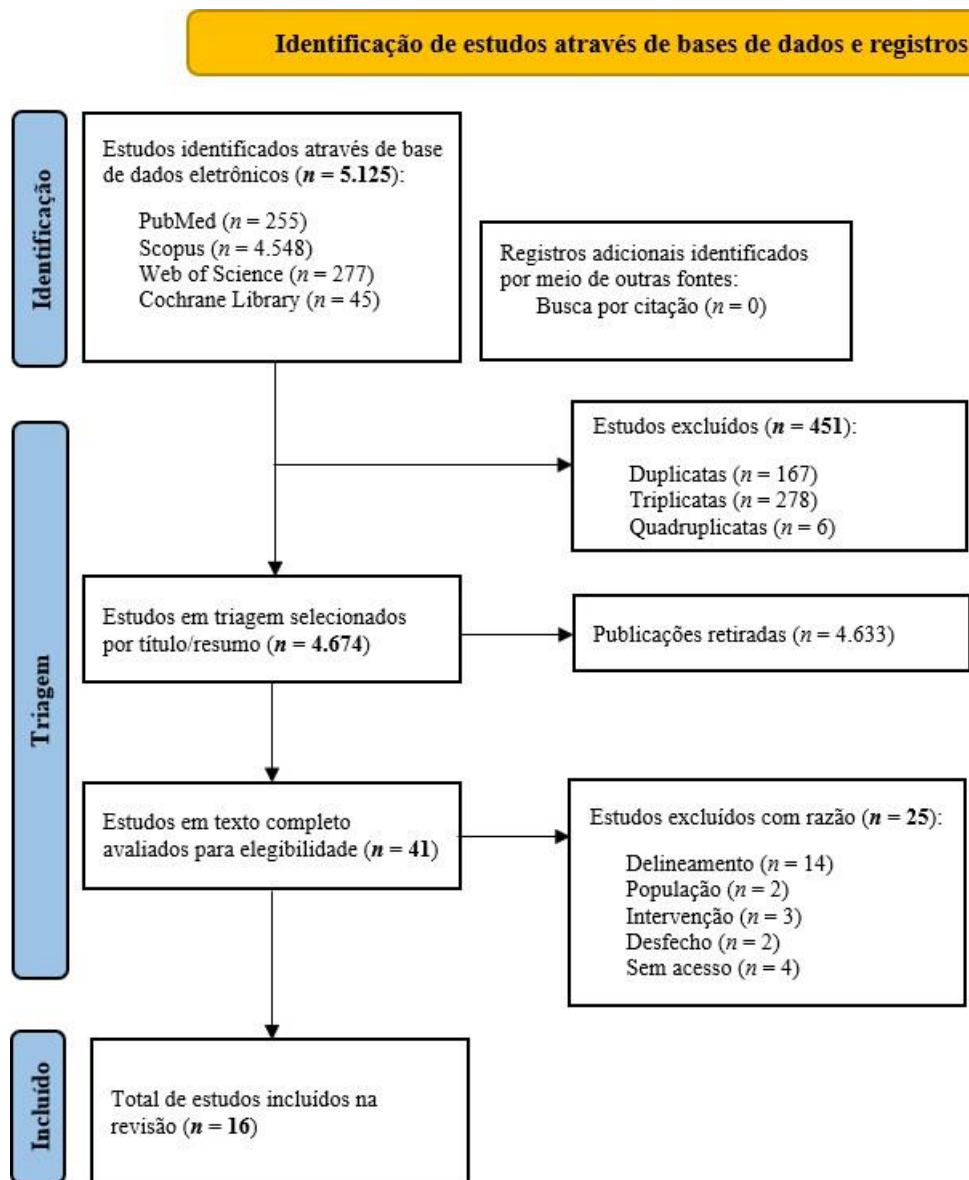 Identificação de estudos através de bases de dados e registros
Identificação
Estudos identificados através de base
de dados eletrônicos (n = 5.125):
PubMed (n = 255)
Scopus (n = 4.548)
Web of Science (n = 277)
Cochrane Library (n = 45)
Registros adicionais identificados
por meio de outras fontes:
Busca por citação (n = 0)
Triagem
Estudos excluídos (n = 451):
Duplicatas (n = 167)
Triplicatas (n = 278)
Quadruplicatas (n = 6)
Estudos em triagem selecionados
por título/resumo (n = 4.674)
Publicações retiradas (n = 4.633)
Estudos em texto completo
avaliados para elegibilidade (n = 41)
Estudos excluídos com razão (n = 25):
Delineamento (n = 14)
População (n = 2)
Intervenção (n = 3)
Desfecho (n = 2)
Sem acesso (n = 4)
Incluído
Total de estudos incluídos na
revisão (n = 16)